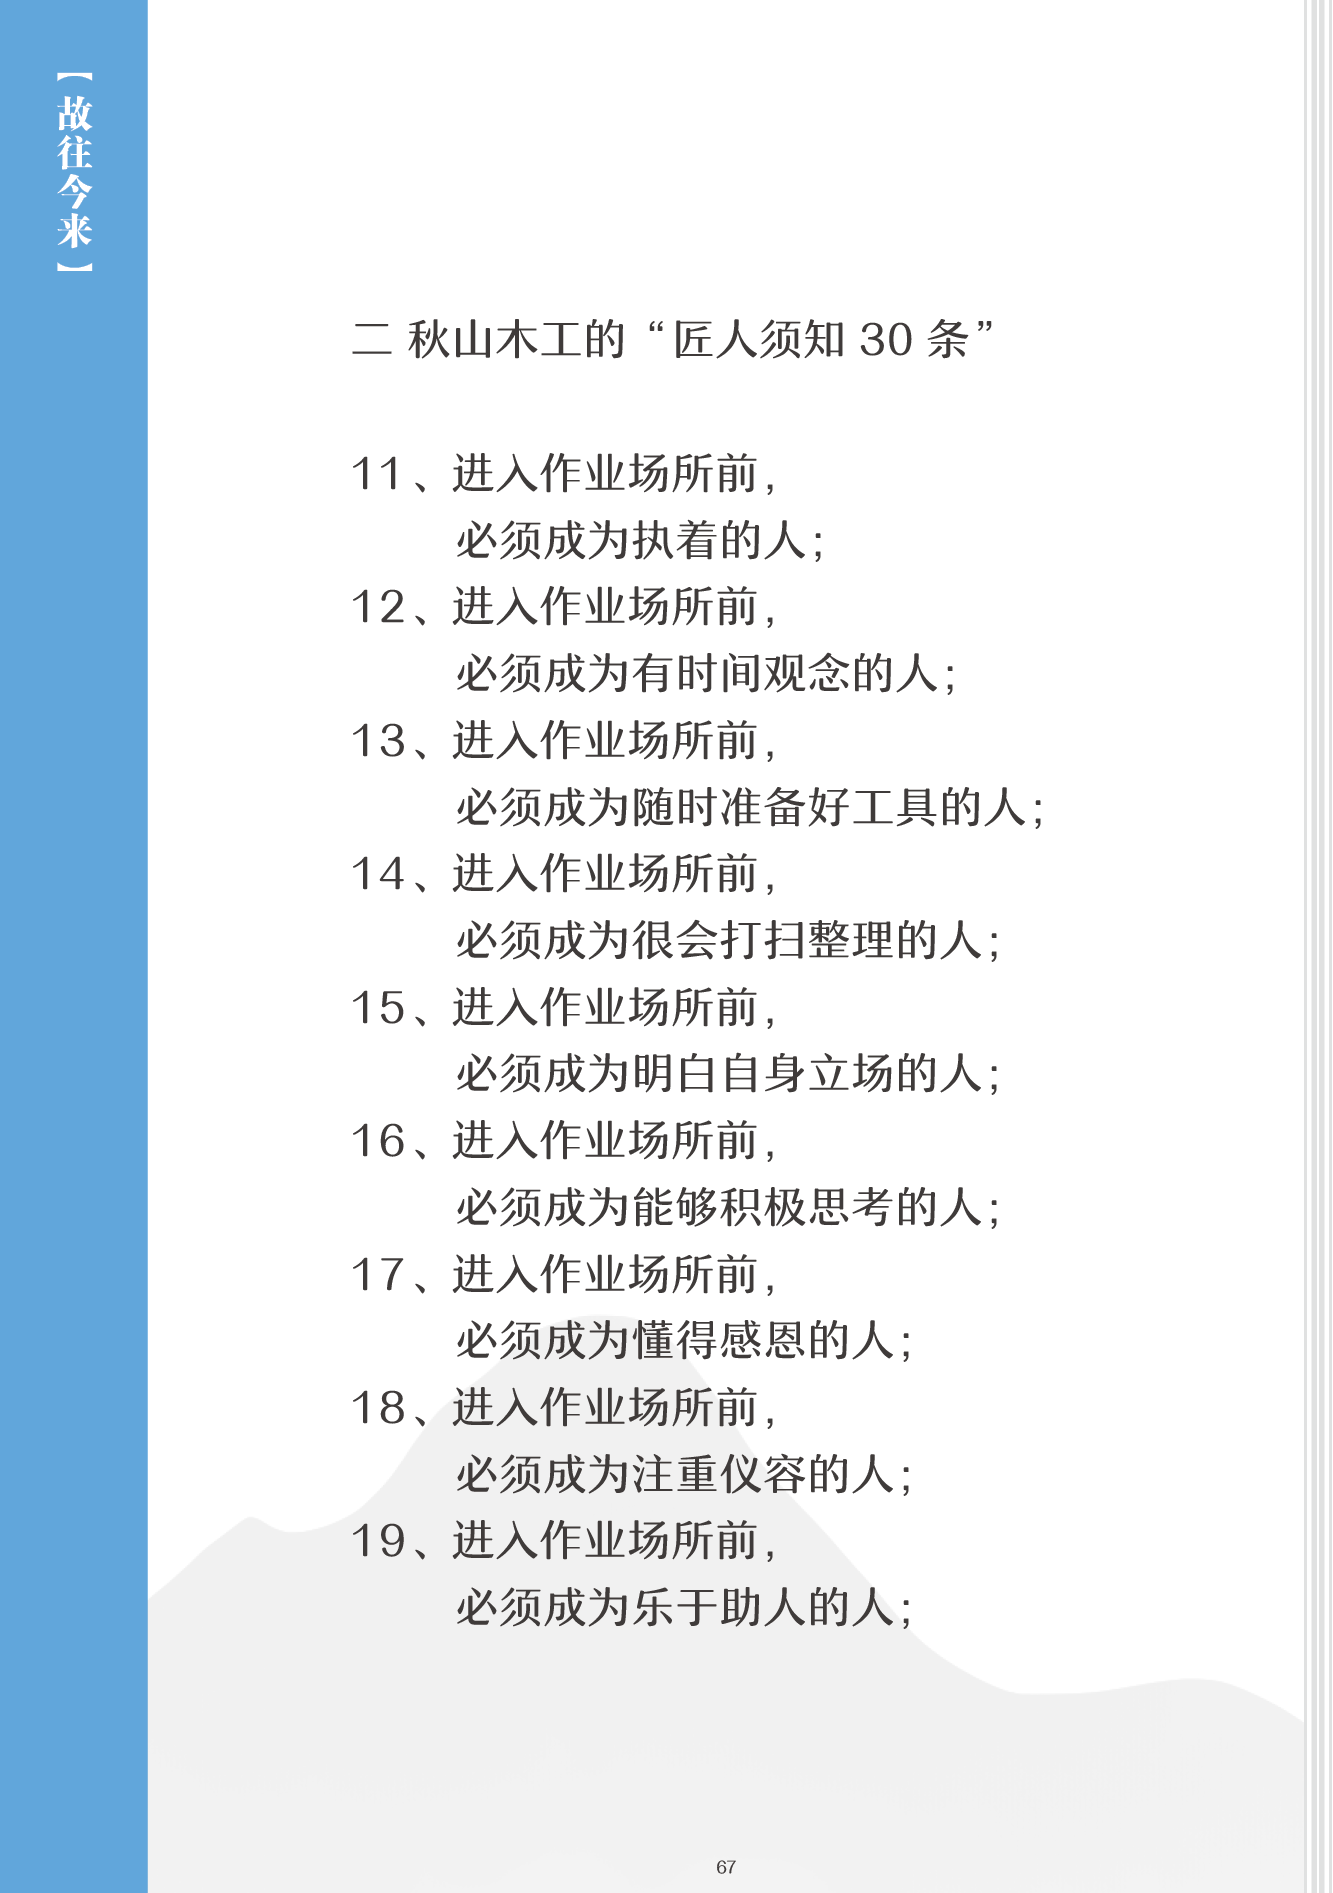 【故往今来】
二 秋山木工的“匠人须知 30 条”
11、进入作业场所前，
必须成为执着的人；
12、进入作业场所前，
必须成为有时间观念的人；
13、进入作业场所前，
必须成为随时准备好工具的人；
14、进入作业场所前，
必须成为很会打扫整理的人；
15、进入作业场所前，
必须成为明白自身立场的人；
16、进入作业场所前，
必须成为能够积极思考的人；
17、进入作业场所前，
必须成为懂得感恩的人；
18、进入作业场所前，
必须成为注重仪容的人；
19、进入作业场所前，
必须成为乐于助人的人；
67